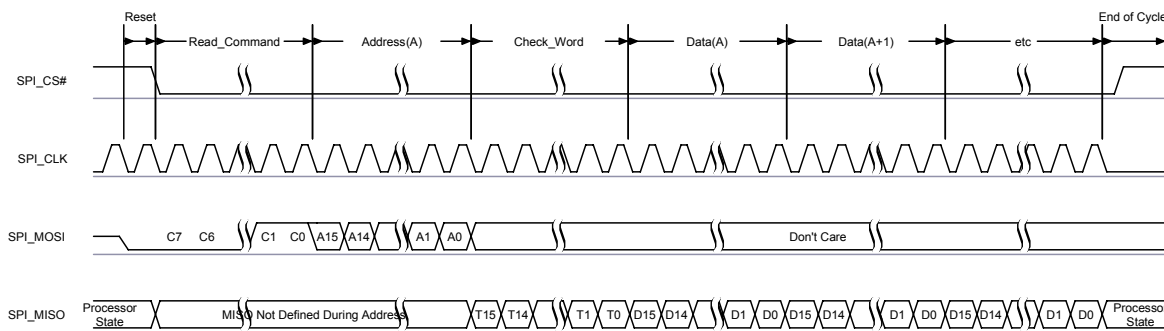 Reset
End of Cycle
Read_Command Address(A) Check_Word Data(A) Data(A+1) etc
SPI_CS#
SPI_CLK
SPI_MOSI C7 C6 C1 C0 A15 A14 A1 A0 Don't Care
SPI_MISO Processor State MISO Not Defined During Address T15 T14 T1 T0 D15 D14 D1 D0 D15 D14 D1 D0 D15 D14 D1 D0 Processor State